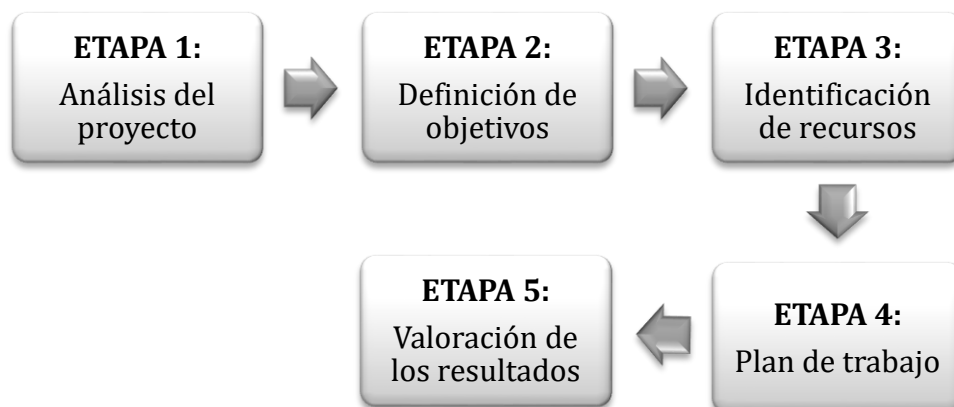 ETAPA 1:
Análisis del
proyecto
ETAPA 2:
Definición de
objetivos
ETAPA 3:
Identificación
de recursos
ETAPA 4:
Plan de trabajo
ETAPA 5:
Valoración de
los resultados